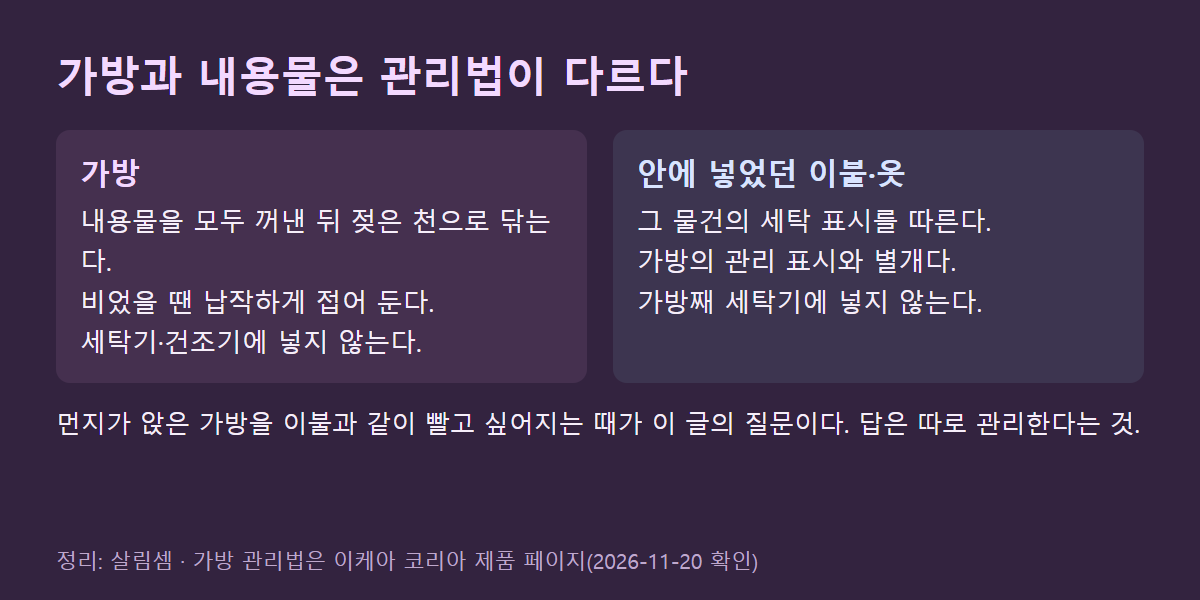 가방과 내용물은 관리법이 다르다
가방
내용물을 모두 꺼낸 뒤 젖은 천으로 닦는
다.
비었을 땐 납작하게 접어 둔다.
세탁기·건조기에 넣지 않는다.
안에 넣었던 이불·옷
그 물건의 세탁 표시를 따른다.
가방의 관리 표시와 별개다.
가방째 세탁기에 넣지 않는다.
먼지가 앉은 가방을 이불과 같이 빨고 싶어지는 때가 이 글의 질문이다. 답은 따로 관리한다는 것.
정리: 살림셈 · 가방 관리법은 이케아 코리아 제품 페이지(2026-11-20 확인)